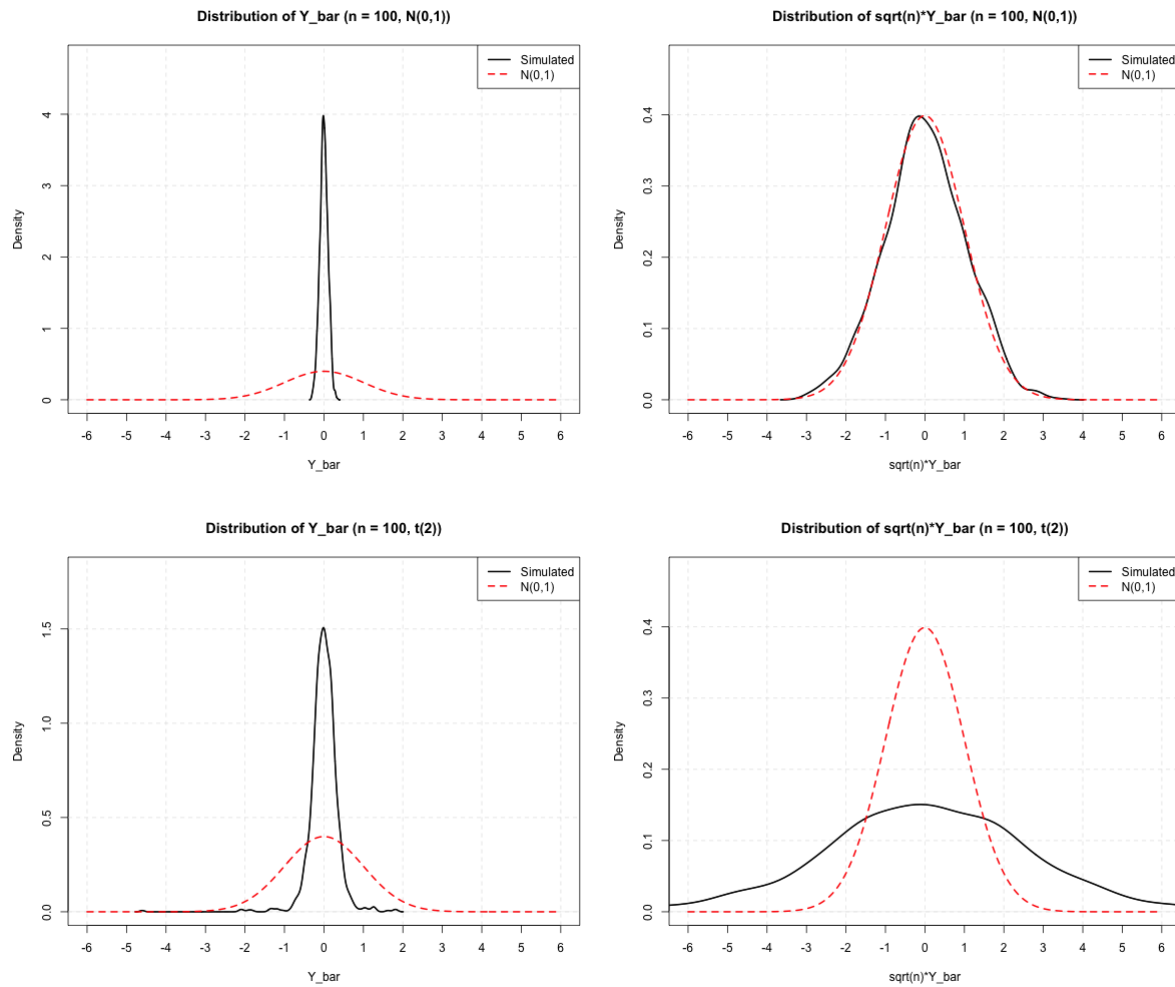 Distribution of Y_bar (n = 100, N(0,1))
Simulated
N(0,1)
Density
4
3
2
1
0
-6 -5 -4 -3 -2 -1 0 1 2 3 4 5 6
Y_bar
Distribution of sqrt(n)*Y_bar (n = 100, N(0,1))
Simulated
N(0,1)
Density
0.4
0.3
0.2
0.1
0.0
-6 -5 -4 -3 -2 -1 0 1 2 3 4 5 6
sqrt(n)*Y_bar
Distribution of Y_bar (n = 100, t(2))
Simulated
N(0,1)
Density
1.5
1.0
0.5
0.0
-6 -5 -4 -3 -2 -1 0 1 2 3 4 5 6
Y_bar
Distribution of sqrt(n)*Y_bar (n = 100, t(2))
Simulated
N(0,1)
Density
0.4
0.3
0.2
0.1
0.0
-6 -5 -4 -3 -2 -1 0 1 2 3 4 5 6
sqrt(n)*Y_bar